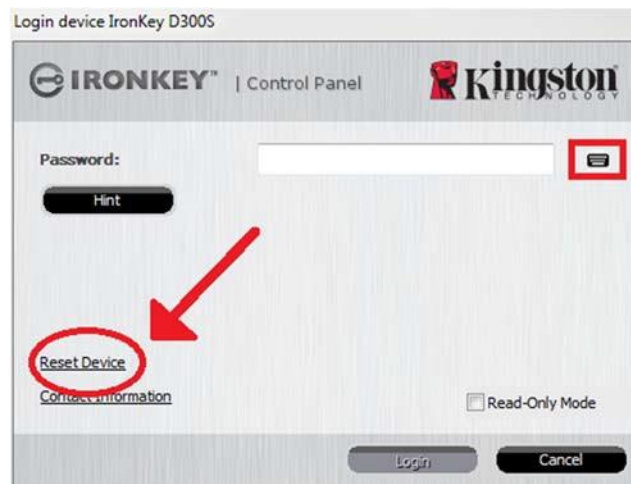 Login device IronKey D300S
IRONKEY™ | Control Panel
Kingston
TECHNOLOGY
Password:
Hint
Reset Device
Contact Information
Read-Only Mode
Login
Cancel